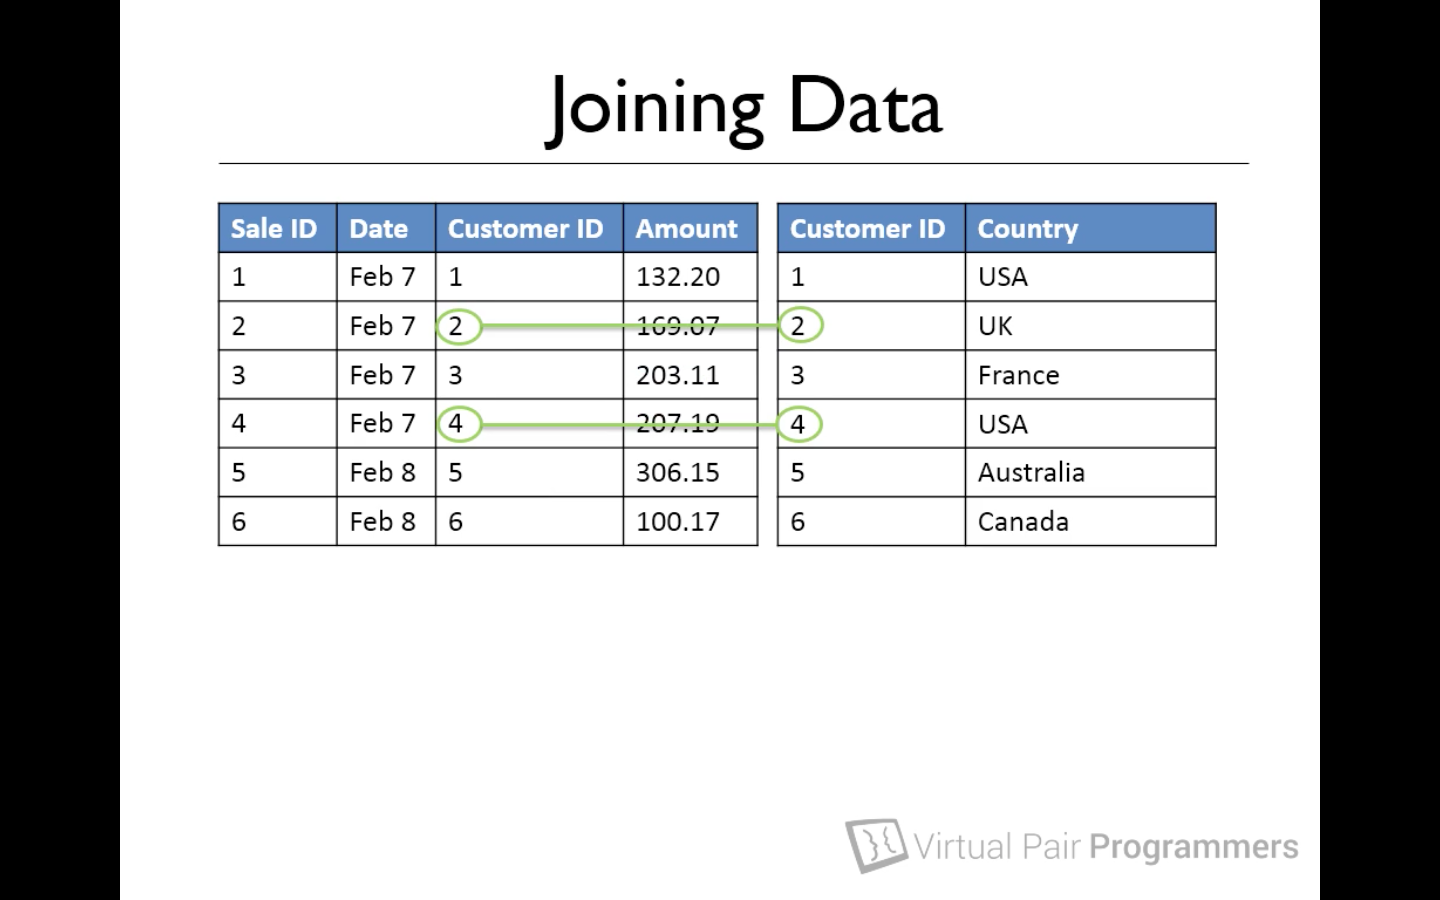 Joining Data
Sale ID Date Customer ID Amount Customer ID Country
1 Feb 7 1 132.20 1 USA
2 Feb 7 2 169.07 2 UK
3 Feb 7 3 203.11 3 France
4 Feb 7 4 207.19 4 USA
5 Feb 8 5 306.15 5 Australia
6 Feb 8 6 100.17 6 Canada
Virtual Pair Programmers